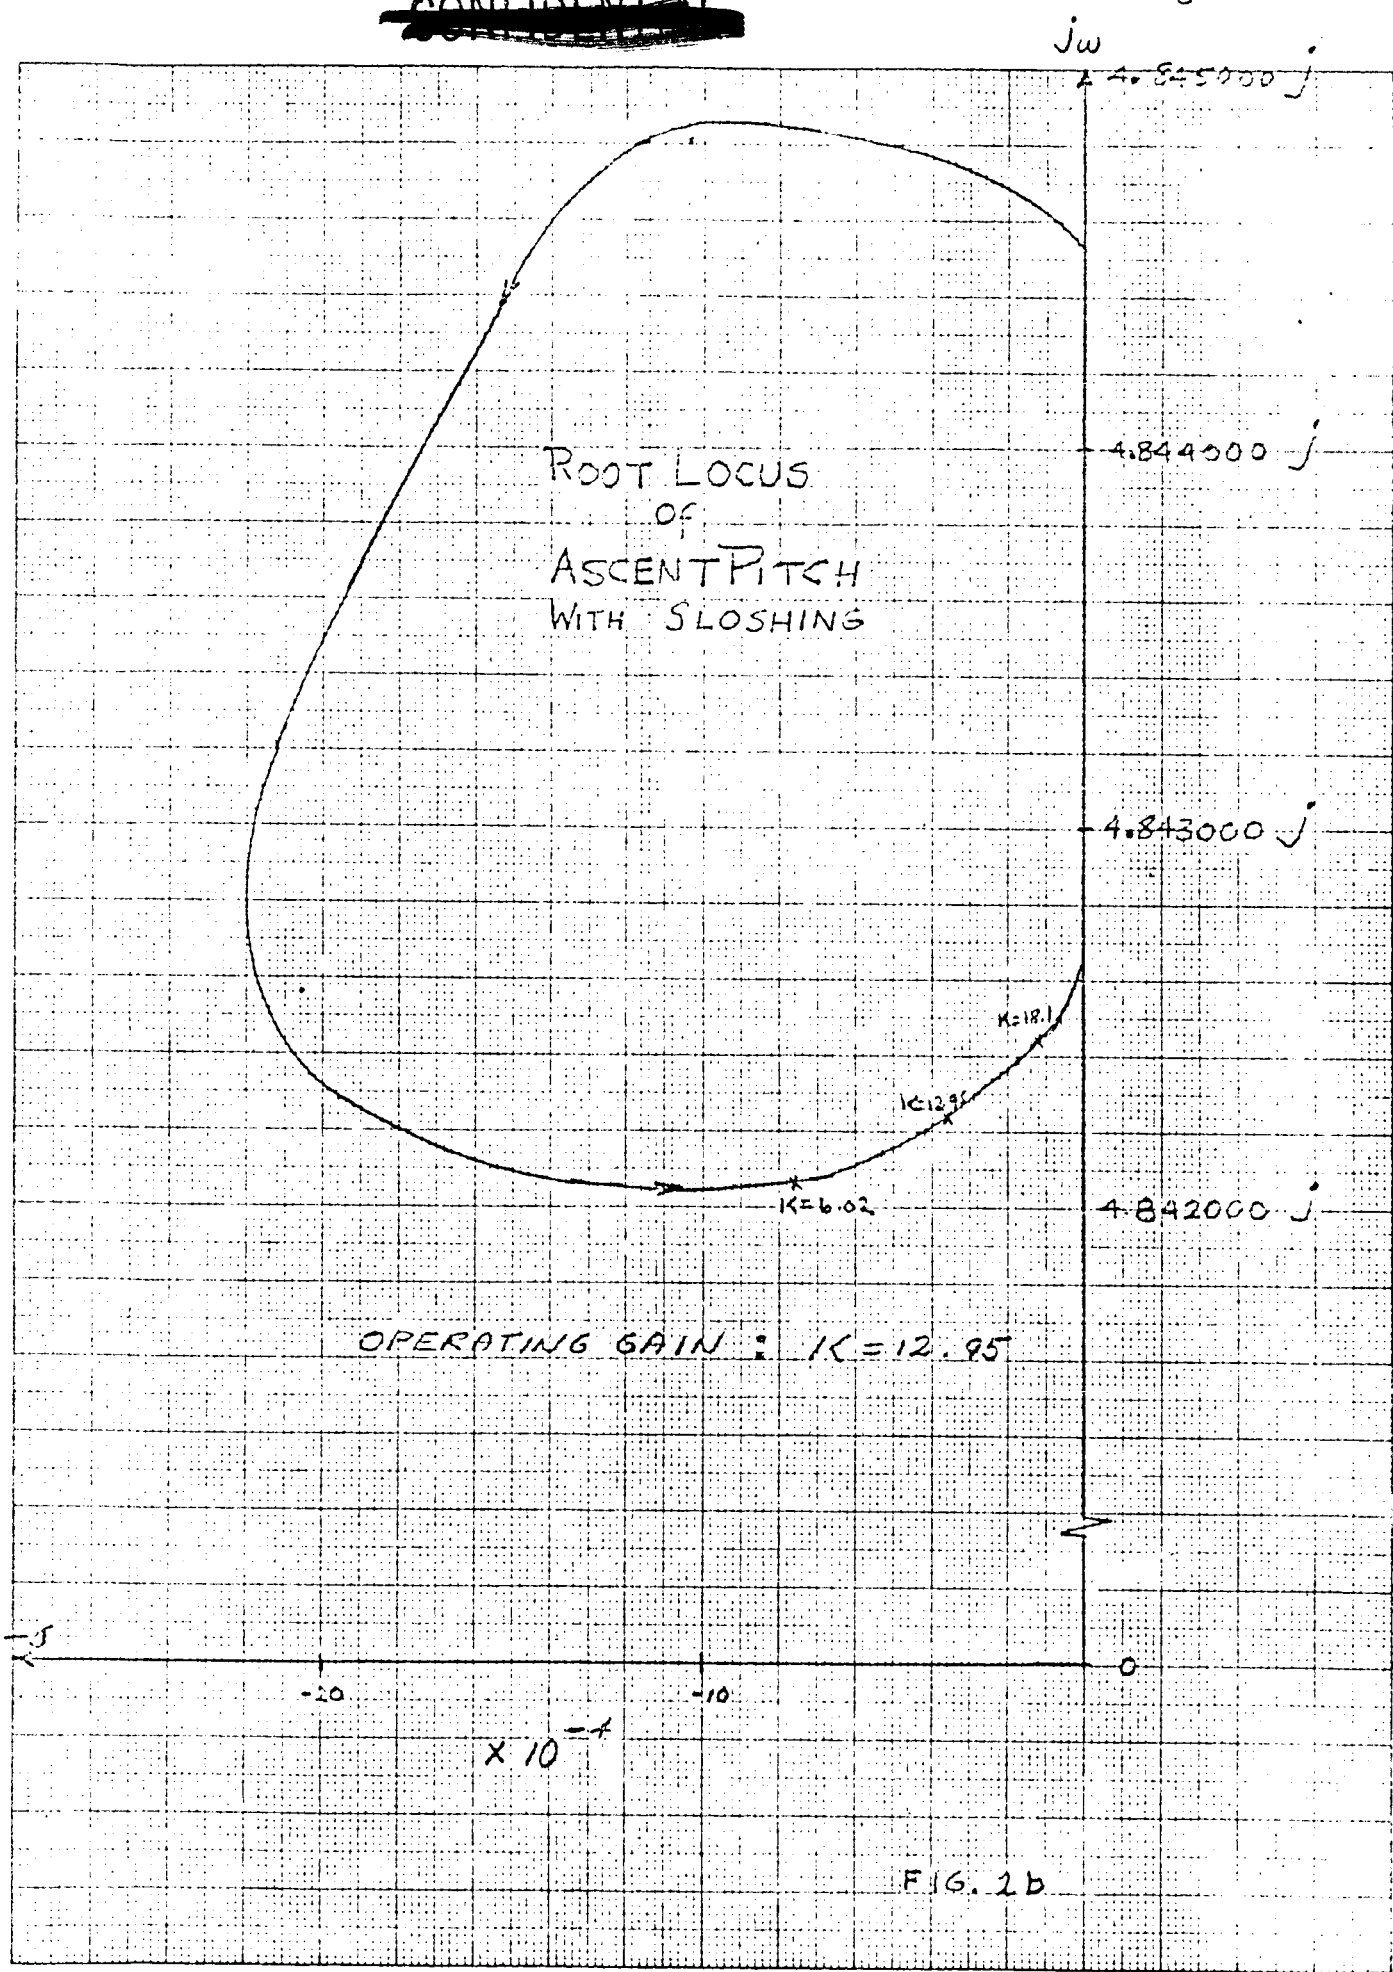 jω
4.845000 j
ROOT LOCUS
OF
ASCENT PITCH
WITH SLOSHING
4.844000 j
4.843000 j
K=18.1
K=12.95
K=6.02
4.842000 j
OPERATING GAIN : K = 12.95
0
-20
-10
X 10
-4
FIG. 2b